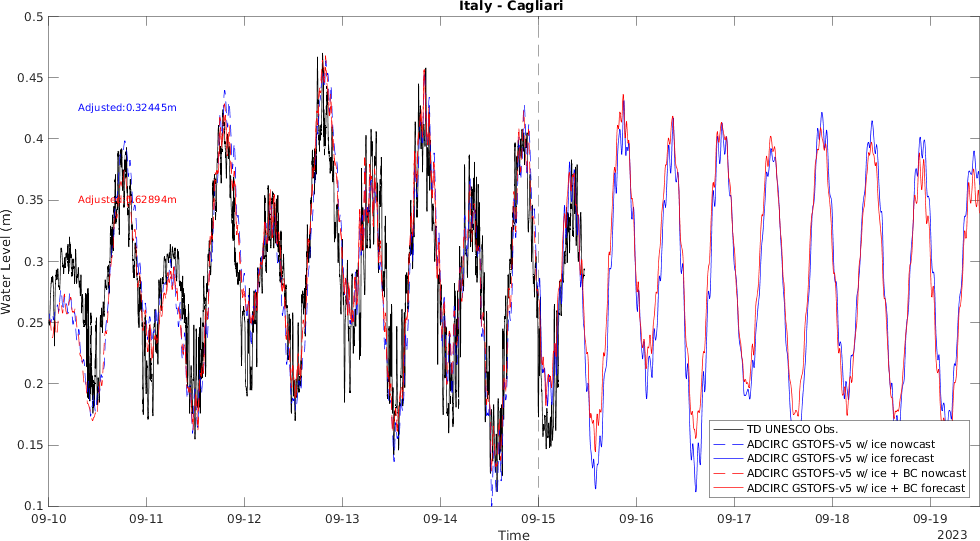 Italy - Cagliari
0.5
0.45
0.4
0.35
0.3
0.25
0.2
0.15
0.1
Water Level (m)
Adjusted:0.32445m
TD UNESCO Obs.
ADCIRC GSTOFS-v5 w/ ice nowcast
ADCIRC GSTOFS-v5 w/ ice forecast
ADCIRC GSTOFS-v5 w/ ice + BC nowcast
ADCIRC GSTOFS-v5 w/ ice + BC forecast
09-10 09-11 09-12 09-13 09-14 09-15 09-16 09-17 09-18 09-19
Time
2023